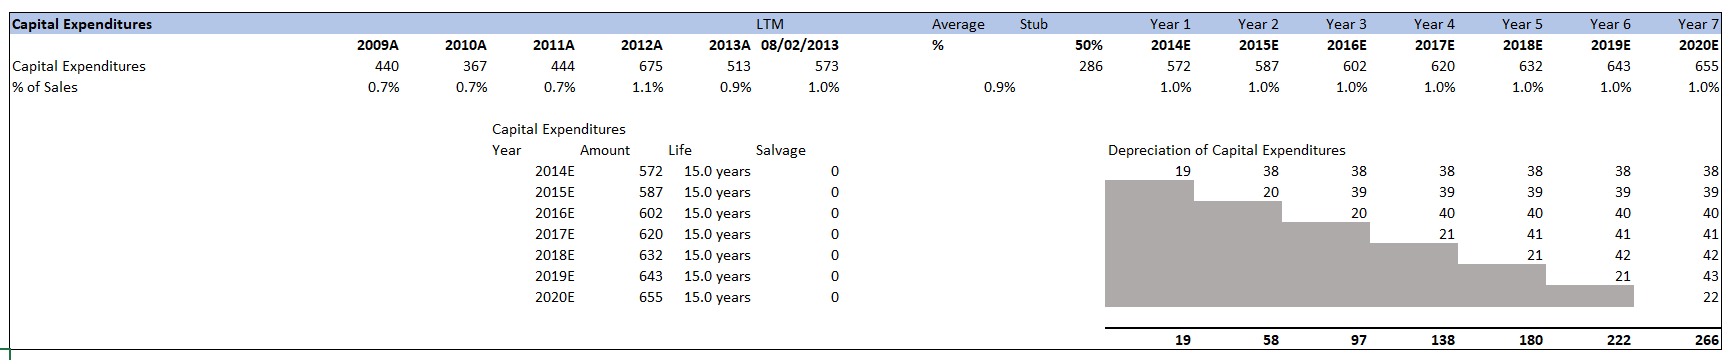 Capital Expenditures LTM Average Stub Year 1 Year 2 Year 3 Year 4 Year 5 Year 6 Year 7
2009A 2010A 2011A 2012A 2013A 08/02/2013 % 50% 2014E 2015E 2016E 2017E 2018E 2019E 2020E
Capital Expenditures 440 367 444 675 513 573 286 572 587 602 620 632 643 655
% of Sales 0.7% 0.7% 0.7% 1.1% 0.9% 1.0% 0.9% 1.0% 1.0% 1.0% 1.0% 1.0% 1.0% 1.0%
Capital Expenditures
Year Amount Life Salvage Depreciation of Capital Expenditures
2014E 572 15.0 years 0 19 38 38 38 38 38 38
2015E 587 15.0 years 0 20 39 39 39 39 39
2016E 602 15.0 years 0 20 40 40 40 40
2017E 620 15.0 years 0 21 41 41 41
2018E 632 15.0 years 0 21 42 42
2019E 643 15.0 years 0 21 43
2020E 655 15.0 years 0 22
19 58 97 138 180 222 266